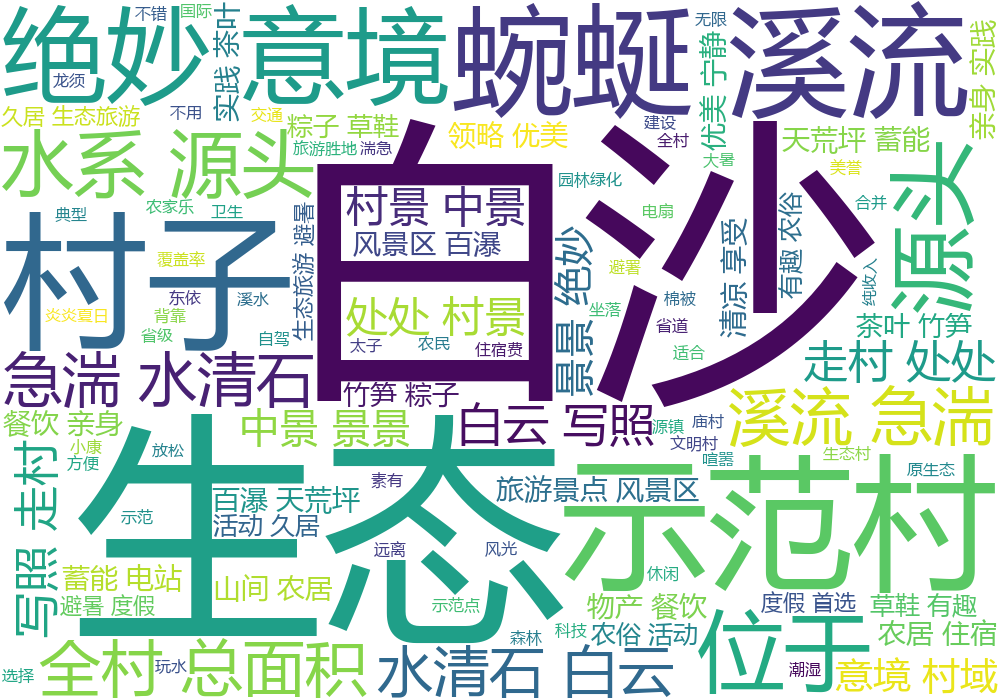 绝妙 意境
蜿蜒
溪流
不错
国际
龙须
实践 茶叶
无限
优美 宁静
亲身 实践
久居 生态旅游
不用
交通
粽子 草鞋
旅游胜地
湍急
领略 优美
建设
全村
大暑
天荒坪 蓄能
美誉
水系 源头
白沙
源头
典型
农家乐
卫生
村子
生态旅游 避暑
村景 中景
风景区 百瀑
园林绿化
电扇
合并
景景 绝妙
清凉 享受
有趣 农俗
覆盖率
东依
溪水
避署
棉被
纯收入
炎炎夏日
背靠
省级
自驾
处处 村景
太子
农民
住宿费
坐落
省道
适合
茶叶 竹笋
走村 处处
急湍 水清石
竹笋 粽子
餐饮 亲身
小康
方便
放松
中景 景景
白云 写照
源镇
庙村
文明村
喧嚣
溪流 急湍
生态村
原生态
写照 走村
生态
示范村
百瀑 天荒坪
活动 久居
素有
旅游景点 风景区
示范
远离
风光
休闲
蓄能 电站
避暑 度假
山间 农居
示范点
物产 餐饮
度假 首选
草鞋 有趣
位于
森林
科技
农俗 活动
农居 住宿
选择
全村 总面积
玩水
水清石 白云
潮湿
意境 村域